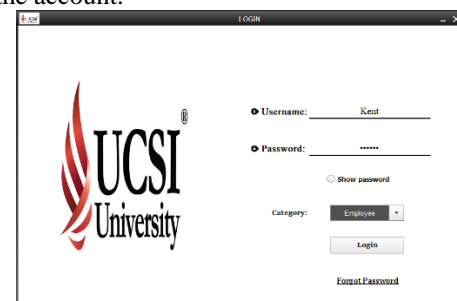 the account.
LOGIN
UCSI
University
®
Username: Kent
Password: ••••••
Show password
Category: Employee
Login
Forgot Password